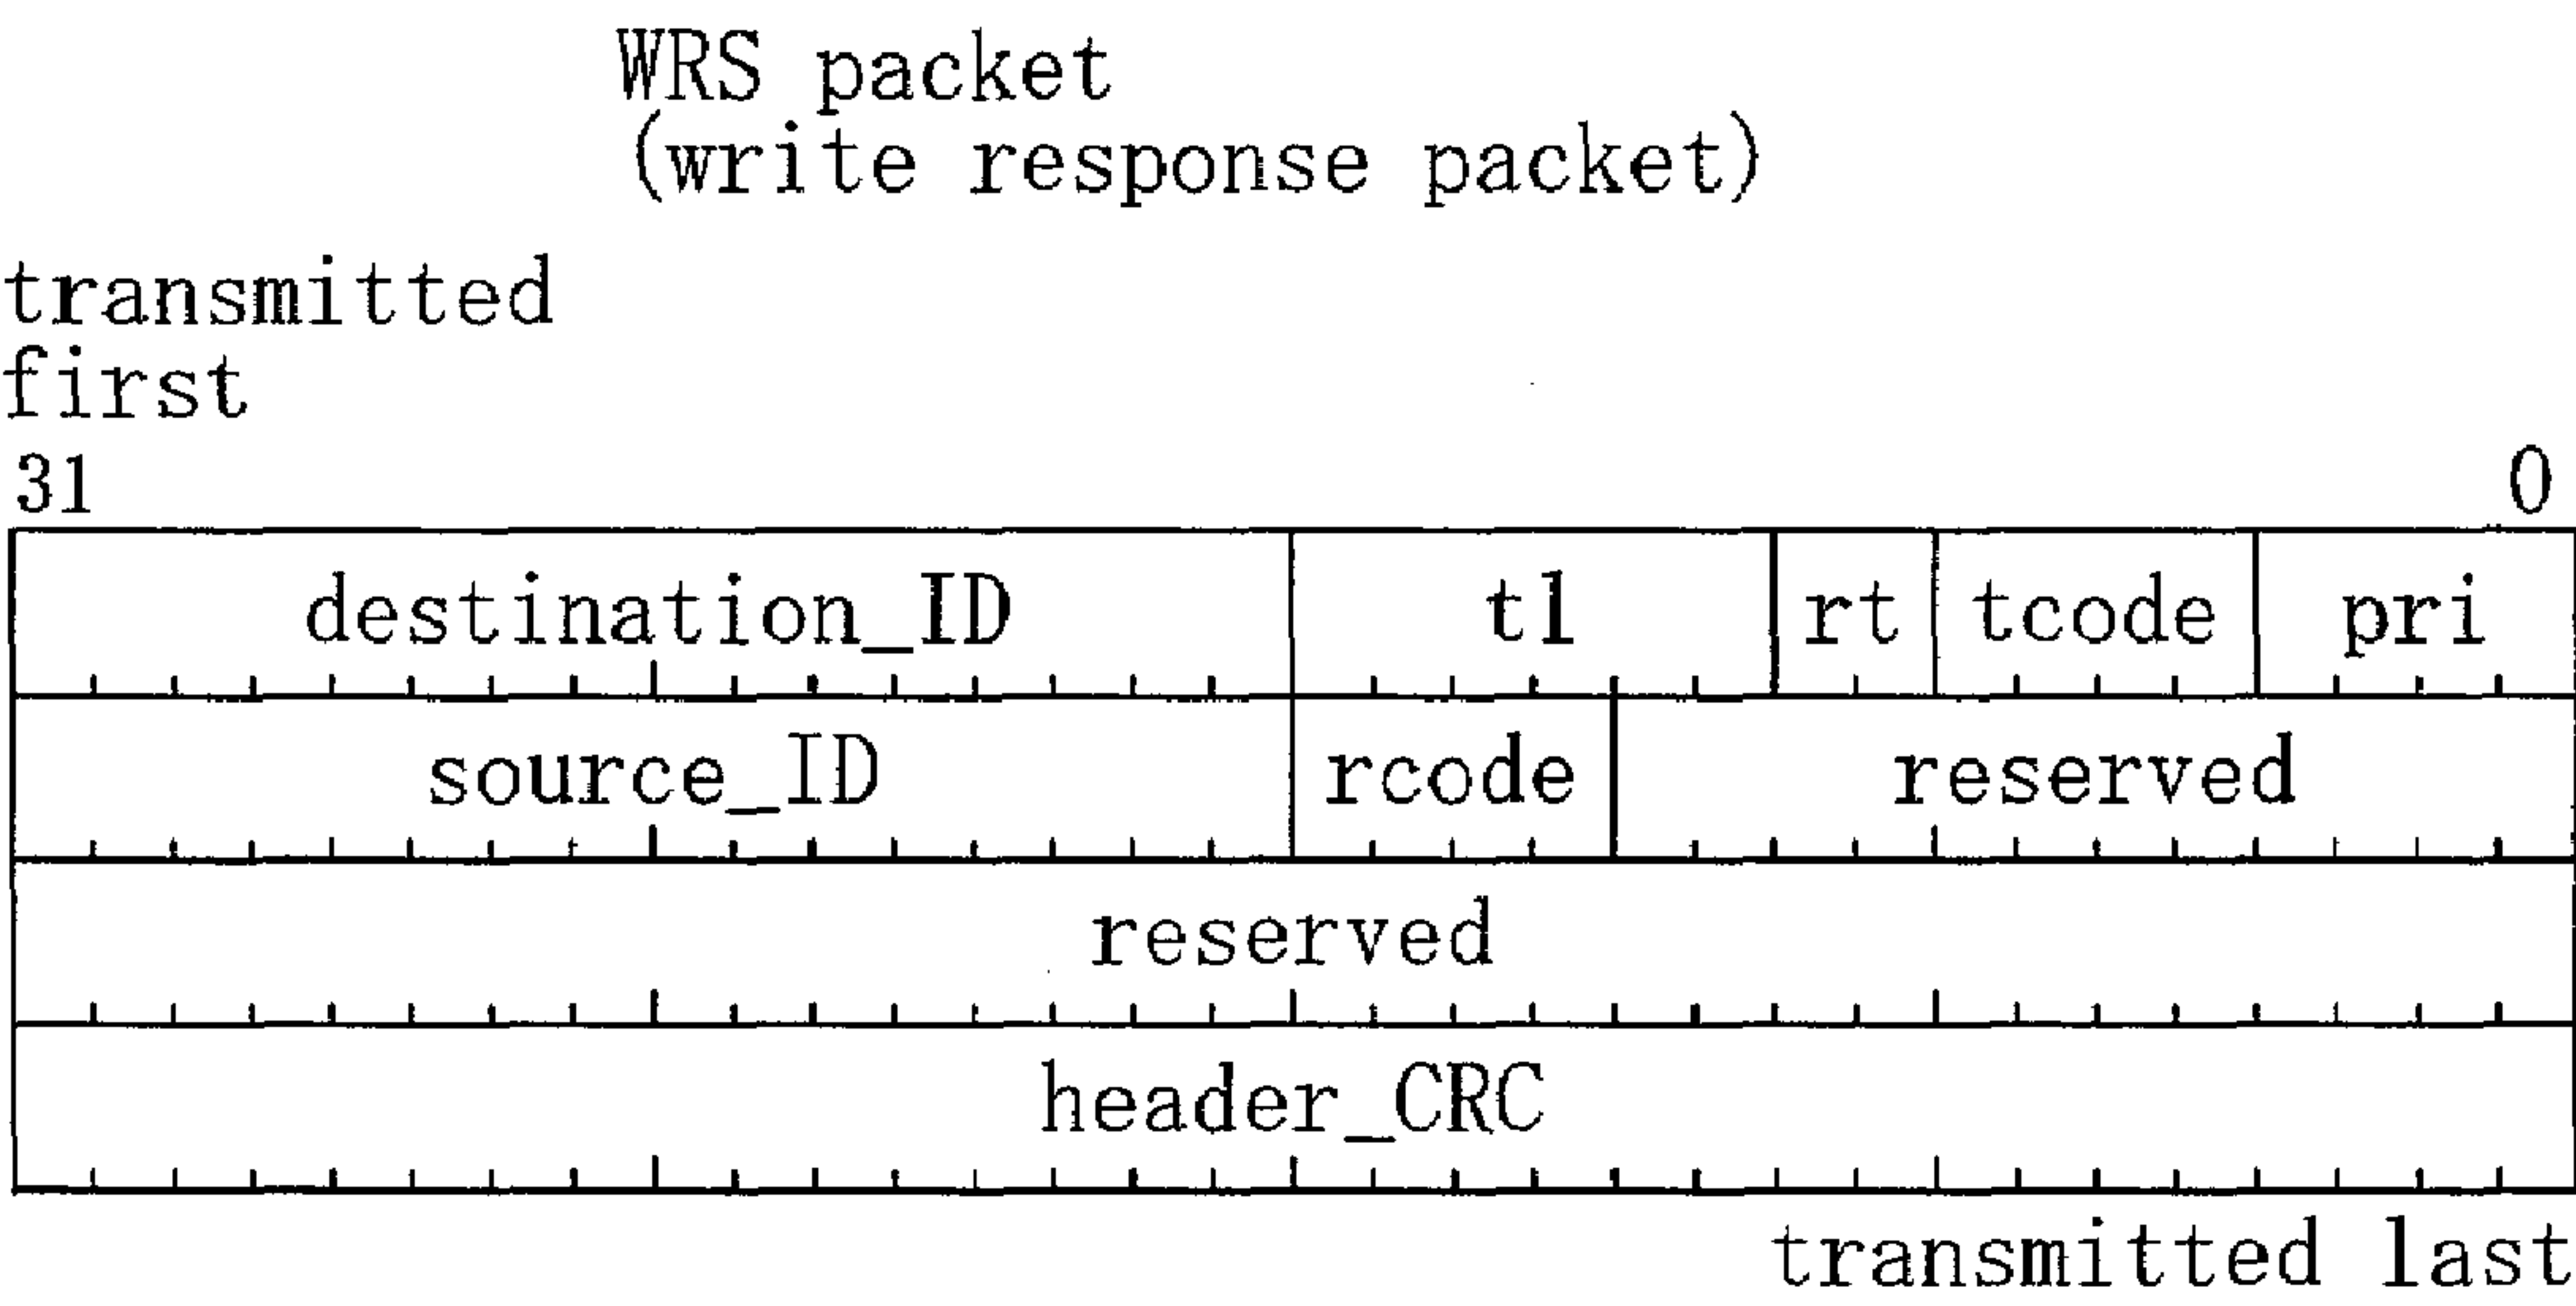 WRS packet
(write response packet)
transmitted
first
31 0
destination_ID tl rt tcode pri
source_ID rcode reserved
reserved
header_CRC
transmitted last